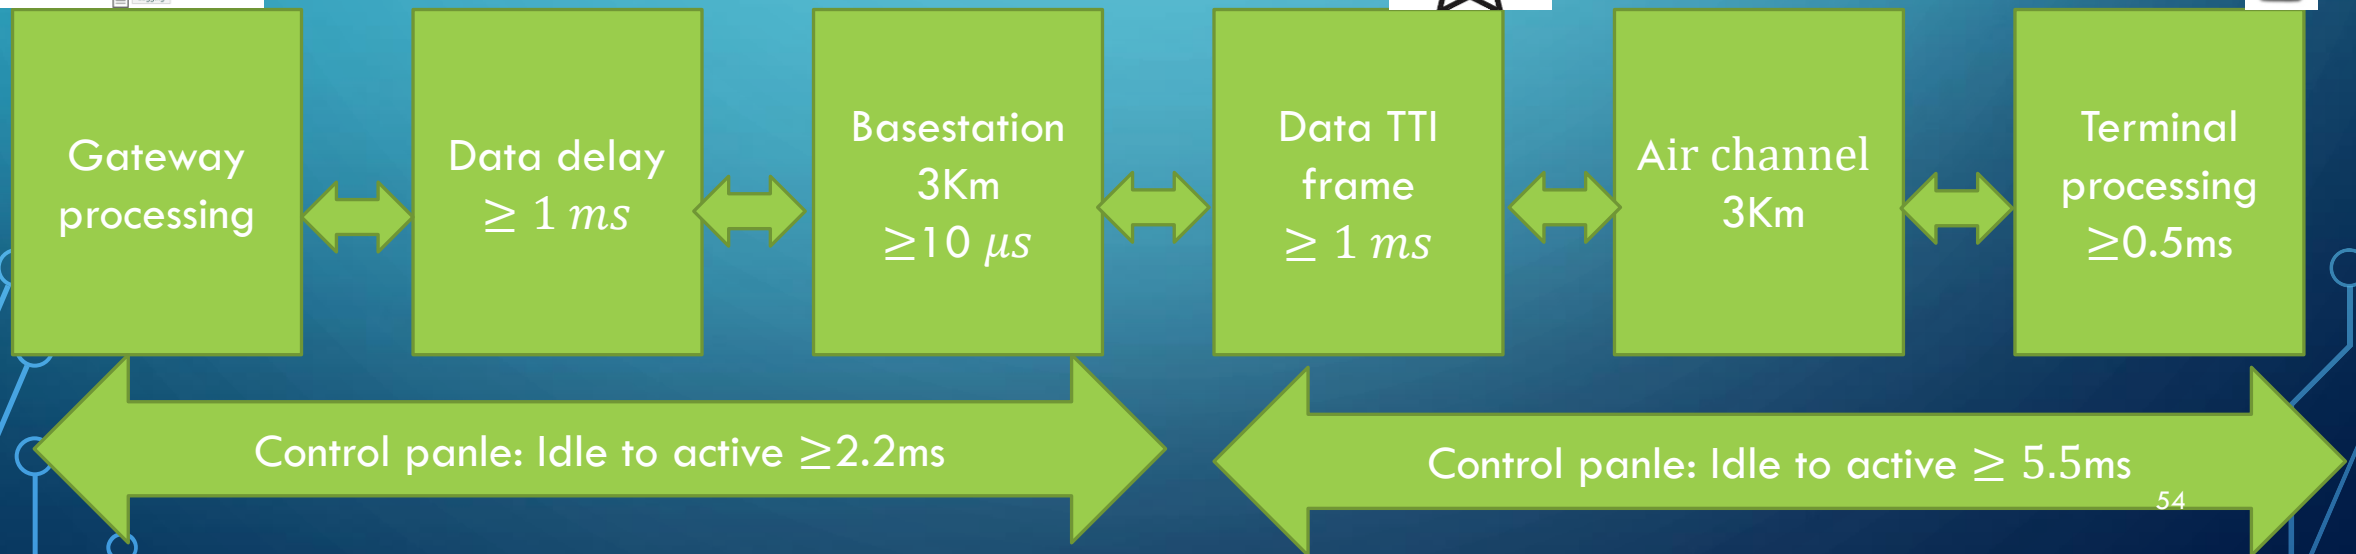 Gateway
processing
Data delay
≥ 1 ms
Basestation
3Km
≥10 μs
Data TTI
frame
≥ 1 ms
Air channel
3Km
Terminal
processing
≥0.5ms
Control panle: Idle to active ≥2.2ms
Control panle: Idle to active ≥ 5.5ms
54